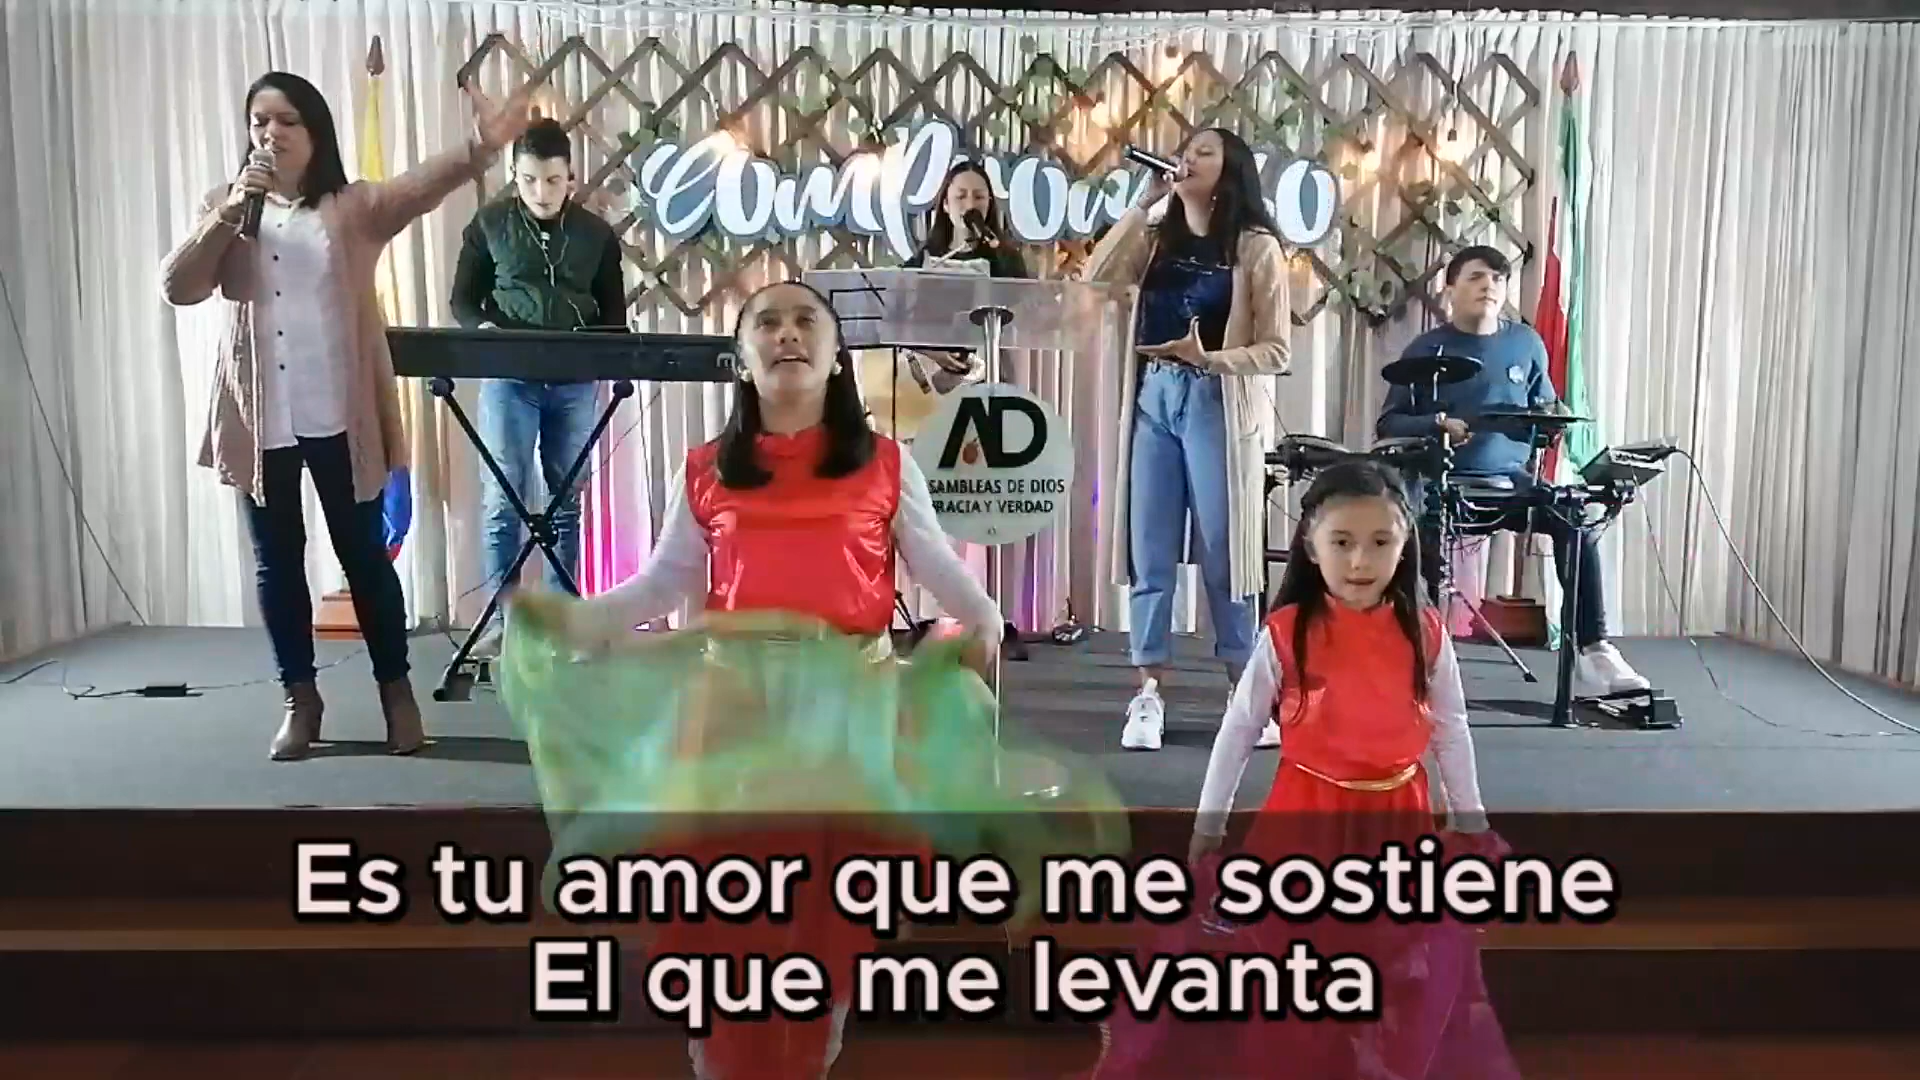 AD
SAMBLEAS DE DIOS
RACIA Y VERDAD
Es tu amor que me sostiene
El que me levanta